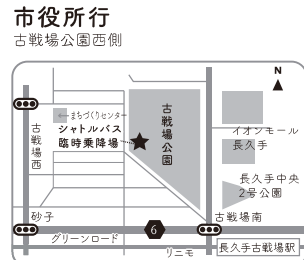 市役所行
古戦場公園西側
N
まちづくりセンター
シャトルバス
臨時乗降場
古戦場公園
イオンモール
長久手
古戦場西
長久手中央
2号公園
砂子
古戦場南
6
グリーンロード
リニモ
長久手古戦場駅